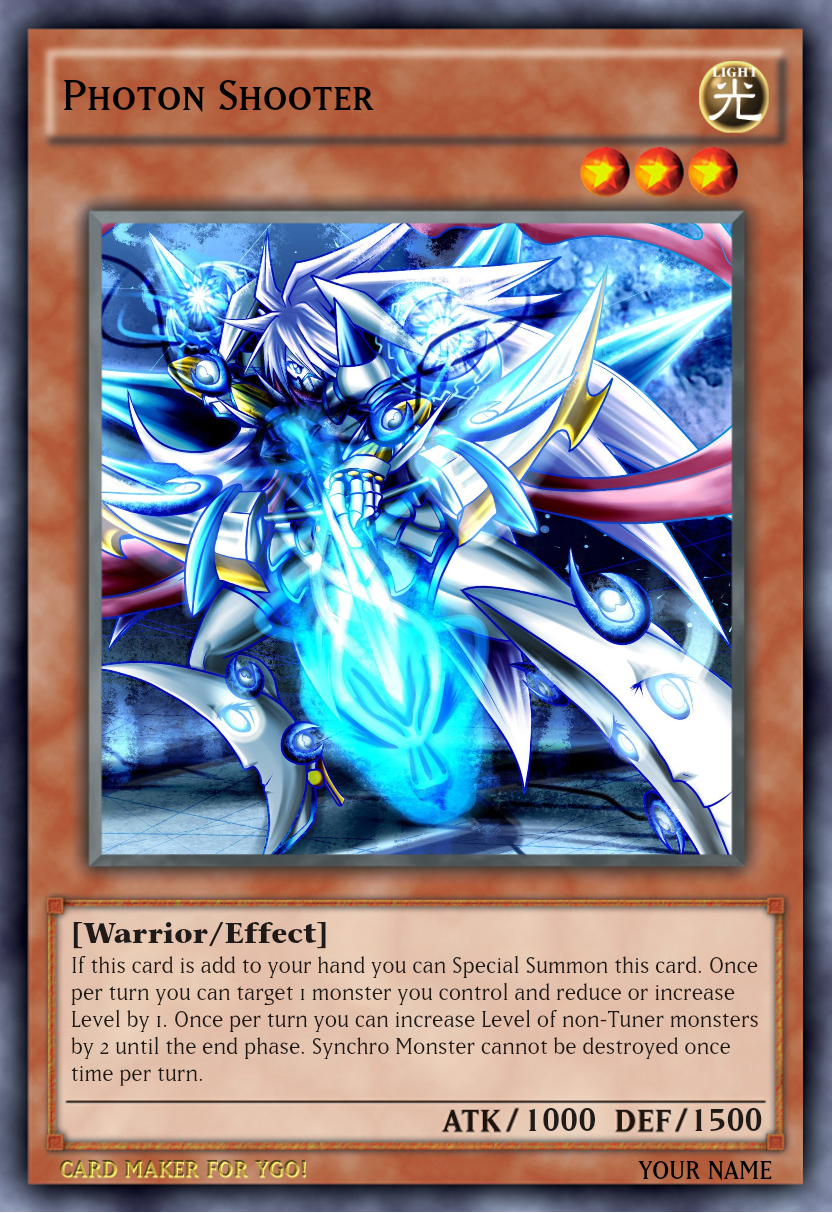 Photon Shooter
LIGHT
光
[Warrior/Effect]
If this card is add to your hand you can Special Summon this card. Once
per turn you can target 1 monster you control and reduce or increase
Level by 1. Once per turn you can increase Level of non-Tuner monsters
by 2 until the end phase. Synchro Monster cannot be destroyed once
time per turn.
ATK / 1000 DEF/1500
CARD MAKER FOR YGO!
YOUR NAME